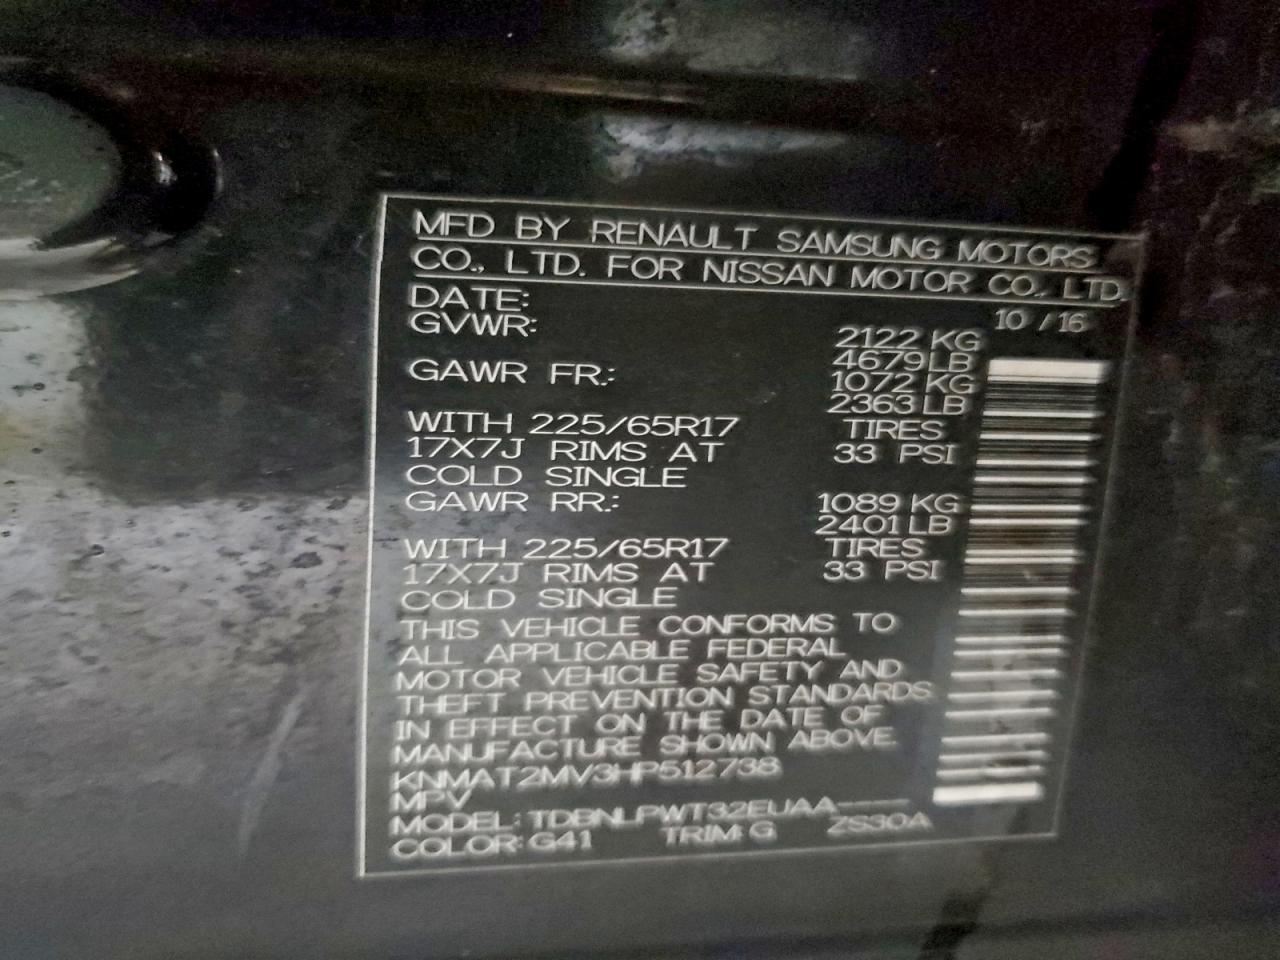 MFD BY RENAULT SAMSUNG MOTORS
CO., LTD. FOR NISSAN MOTOR CO., LTD.
DATE: 10 / 16
GVWR: 2122 KG
4679 LB
GAWR FR.: 1072 KG
2363 LB
WITH 225/65R17 TIRES
17X7J RIMS AT 33 PSI
COLD SINGLE
GAWR RR.: 1089 KG
2401 LB
WITH 225/65R17 TIRES
17X7J RIMS AT 33 PSI
COLD SINGLE
THIS VEHICLE CONFORMS TO
ALL APPLICABLE FEDERAL
MOTOR VEHICLE SAFETY AND
THEFT PREVENTION STANDARDS
IN EFFECT ON THE DATE OF
MANUFACTURE SHOWN ABOVE.
KNMAT2MV3HP512738
MPV
MODEL: TDBNLPWT32EUAA----
COLOR: G41 TRIM: G ZS30A